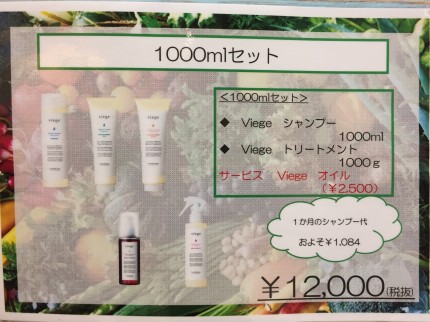 1000mlセット
<1000mlセット>
◆ Viege シャンプー
1000ml
◆ Viege トリートメント
1000g
サービス Viege オイル
(¥2,500)
1か月のシャンプー代
およそ¥1.084
¥12,000(税抜)
viege
viege
viege